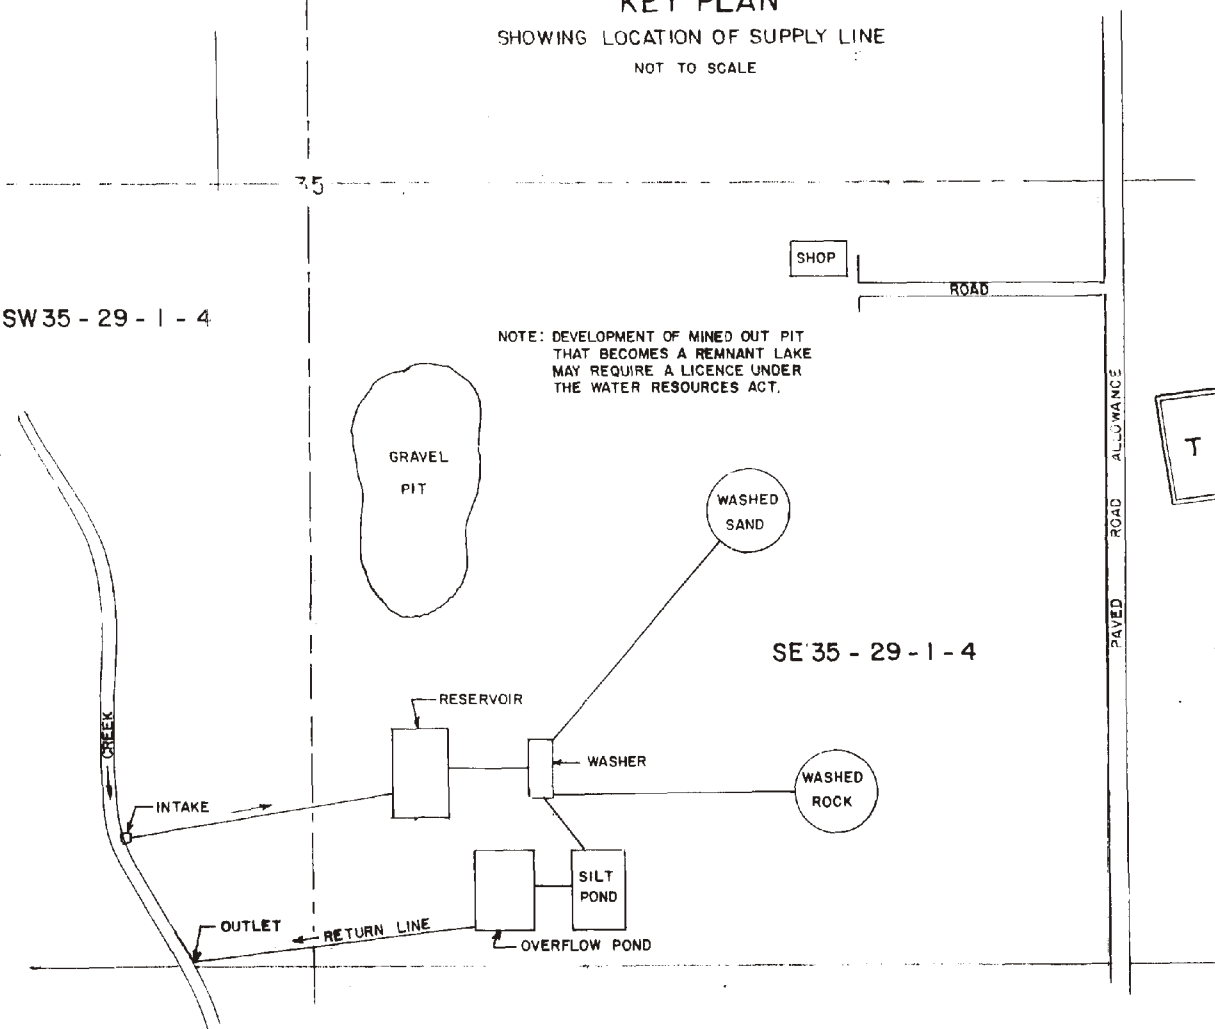 KEY PLAN
SHOWING LOCATION OF SUPPLY LINE
NOT TO SCALE
35
SHOP
ROAD
SW 35 - 29 - 1 - 4
NOTE: DEVELOPMENT OF MINED OUT PIT
THAT BECOMES A REMNANT LAKE
MAY REQUIRE A LICENCE UNDER
THE WATER RESOURCES ACT.
PAVED ROAD ALLOWANCE
T
GRAVEL
PIT
WASHED
SAND
SE 35 - 29 - 1 - 4
RESERVOIR
CREEK
WASHER
WASHED
ROCK
INTAKE
SILT
POND
OUTLET
RETURN LINE
OVERFLOW POND